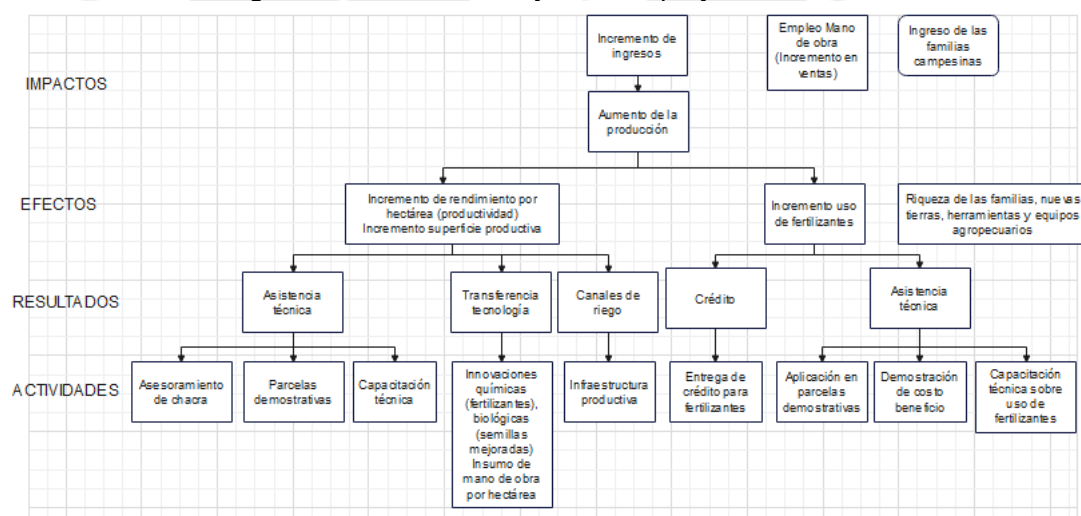 IMPACTOS
Incremento de
ingresos
Empleo Mano
de obra
(Incremento en
ventas)
Ingreso de las
familias
campesinas
Aumento de la
producción
EFECTOS
Incremento de rendimiento por
hectárea (productividad)
Incremento superficie productiva
Incremento uso
de fertilizantes
Riqueza de las familias, nuevas
tierras, herramientas y equipos
agropecuarios
RESULTADOS
Asistencia
técnica
Transferencia
tecnología
Canales de
riego
Crédito
Asistencia
técnica
ACTIVIDADES
Asesoramiento
de chacra
Parcelas
demostrativas
Capacitación
técnica
Innovaciones
químicas
(fertilizantes),
biológicas
(semillas
mejoradas)
Insumo de
mano de obra
por hectárea
Infraestructura
productiva
Entrega de
crédito para
fertilizantes
Aplicación en
parcelas
demostrativas
Demostración
de costo
beneficio
Capacitación
técnica sobre
uso de
fertilizantes